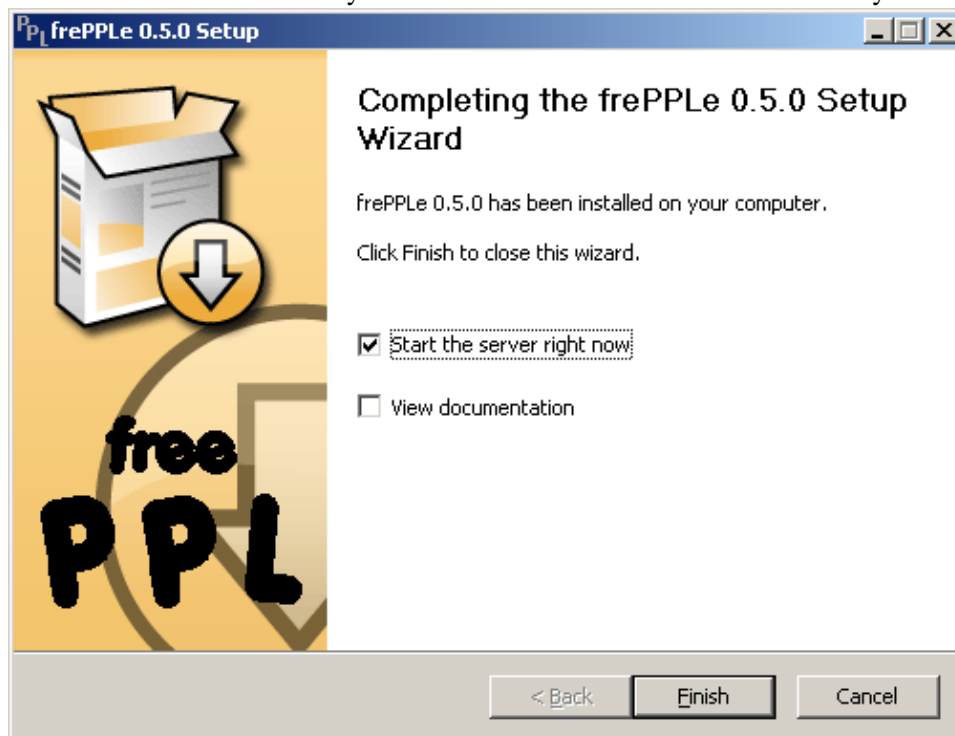 PPL frePPLe 0.5.0 Setup
Completing the frePPLe 0.5.0 Setup
Wizard
frePPLe 0.5.0 has been installed on your computer.
Click Finish to close this wizard.
Start the server right now
View documentation
free
PPL
< Back
Finish
Cancel